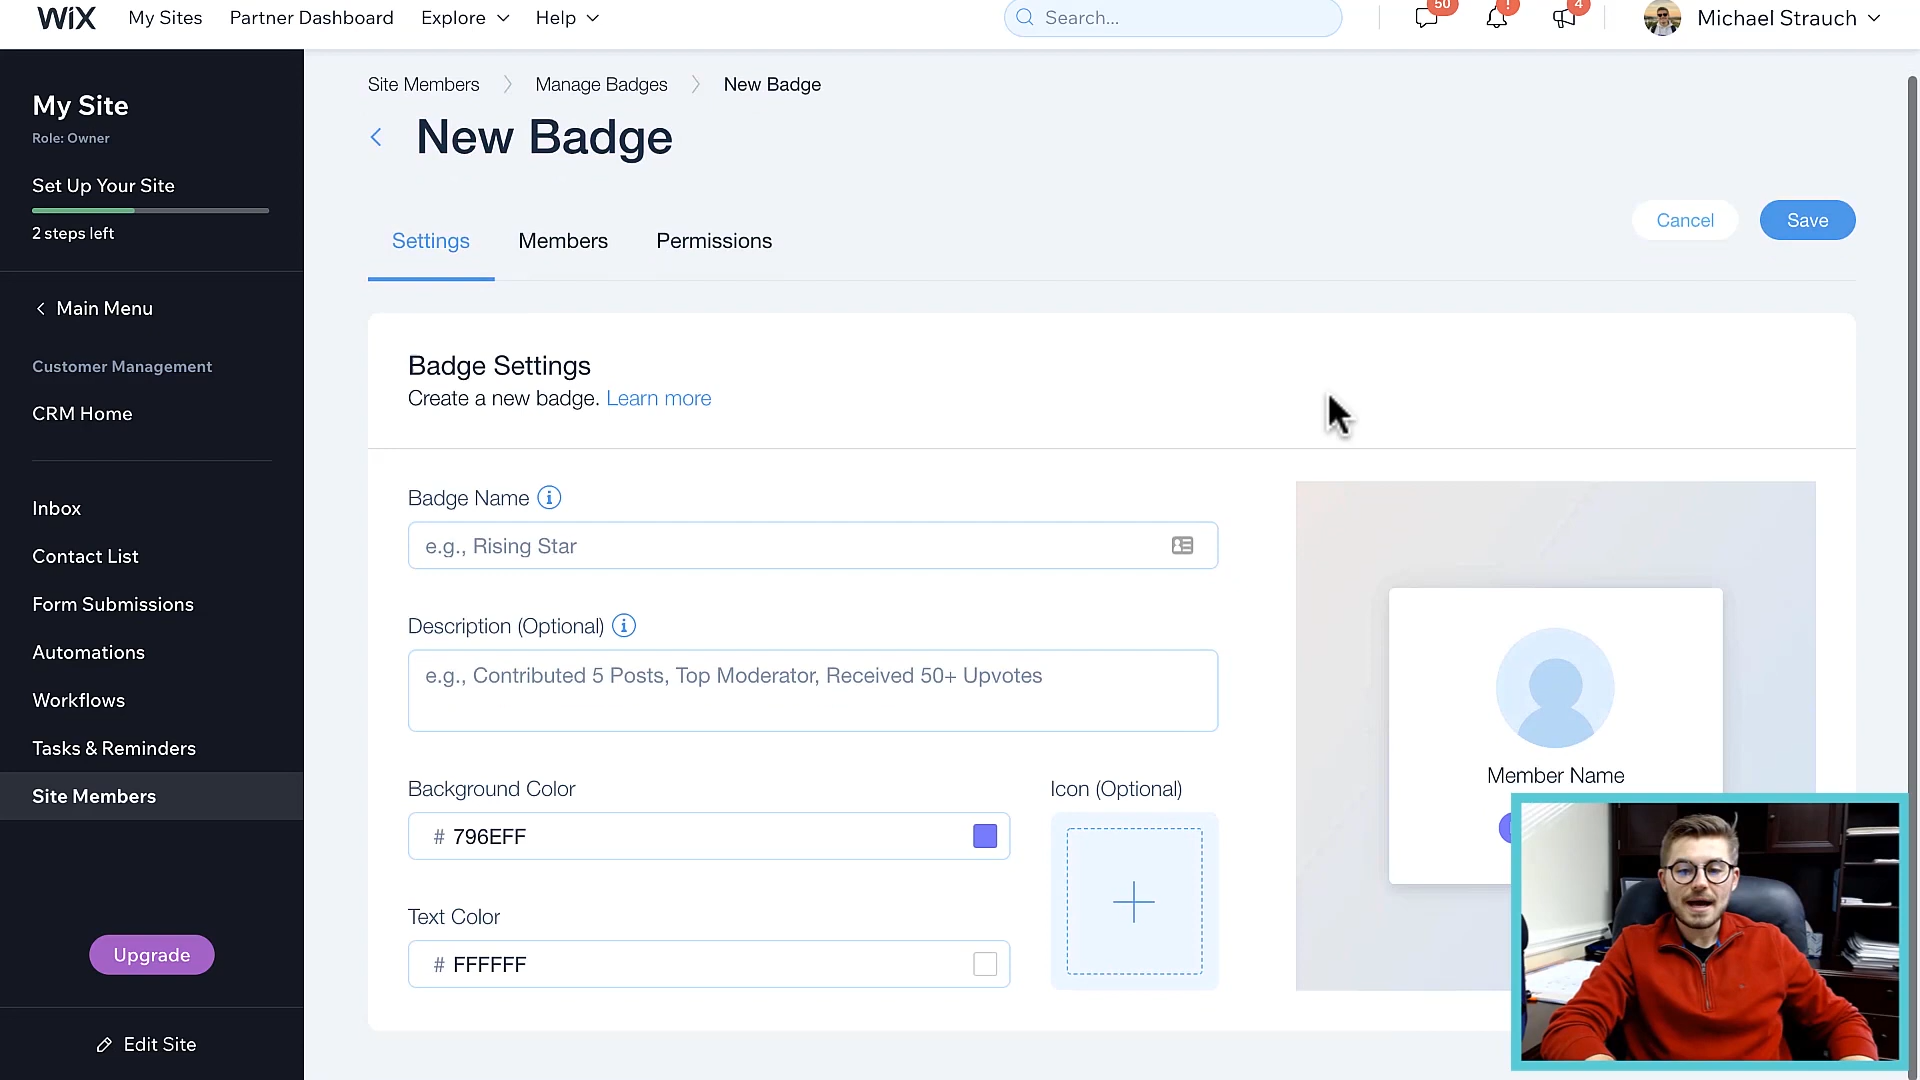 WiX My Sites Partner Dashboard Explore Help Search... 50 ! 4 Michael Strauch
My Site
Role: Owner
Set Up Your Site
2 steps left
Main Menu
Customer Management
CRM Home
Inbox
Contact List
Form Submissions
Automations
Workflows
Tasks & Reminders
Site Members
Upgrade
Edit Site
Site Members Manage Badges New Badge
New Badge
Cancel Save
Settings Members Permissions
Badge Settings
Create a new badge. Learn more
Badge Name
e.g., Rising Star
Description (Optional)
e.g., Contributed 5 Posts, Top Moderator, Received 50+ Upvotes
Background Color
# 796EFF
Text Color
# FFFFFF
Icon (Optional)
Member Name